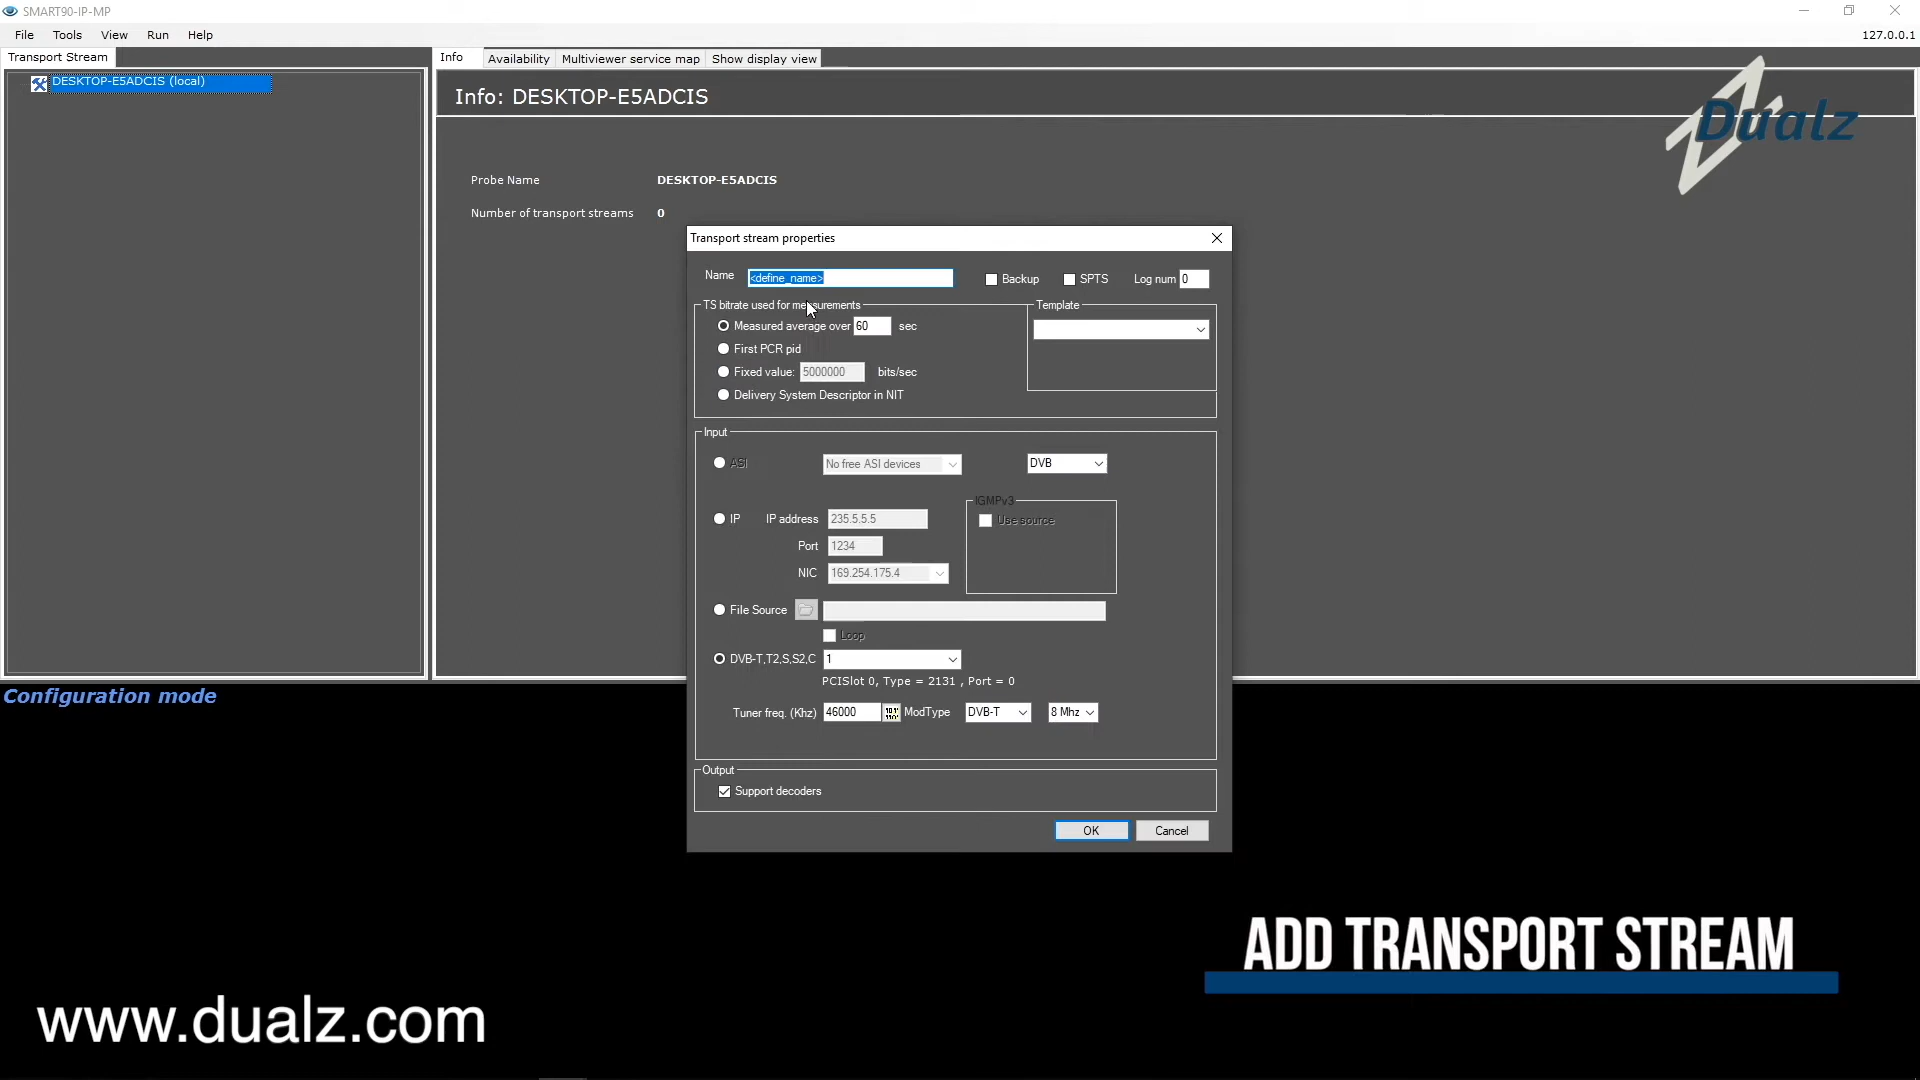 SMART90-IP-MP
File Tools View Run Help
127.0.0.1
Transport Stream
Info Availability Multiviewer service map Show display view
DESKTOP-E5ADCIS (local)
Info: DESKTOP-E5ADCIS
Dualz
Probe Name DESKTOP-E5ADCIS
Number of transport streams 0
Transport stream properties
Name <define_name> Backup SPTS Log num 0
TS bitrate used for measurements
Template
Measured average over 60 sec
First PCR pid
Fixed value: 5000000 bits/sec
Delivery System Descriptor in NIT
Input
ASI No free ASI devices DVB
IGMPv3
IP IP address 235.5.5.5 Use source
Port 1234
NIC 169.254.175.4
File Source
Loop
DVB-T,T2,S,S2,C 1
PCISlot 0, Type = 2131 , Port = 0
Tuner freq. (Khz) 46000 ModType DVB-T 8 Mhz
Output
Support decoders
OK Cancel
Configuration mode
ADD TRANSPORT STREAM
www.dualz.com